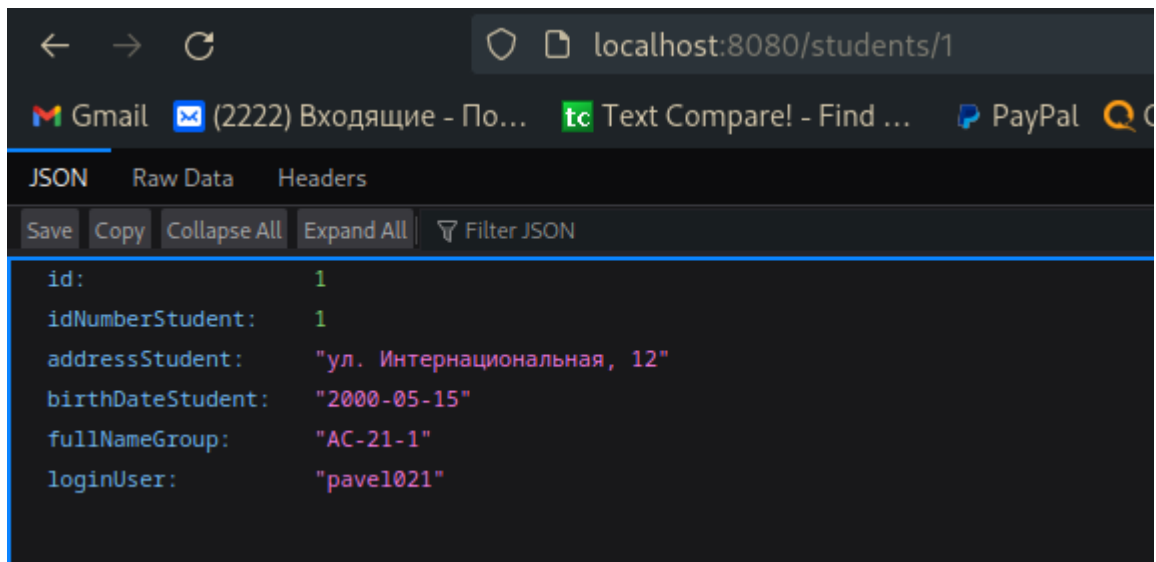 localhost:8080/students/1
Gmail (2222) Входящие - По... tc Text Compare! - Find ... PayPal
JSON Raw Data Headers
Save Copy Collapse All Expand All Filter JSON
id: 1
idNumberStudent: 1
addressStudent: "ул. Интернациональная, 12"
birthDateStudent: "2000-05-15"
fullNameGroup: "АС-21-1"
loginUser: "pavel021"